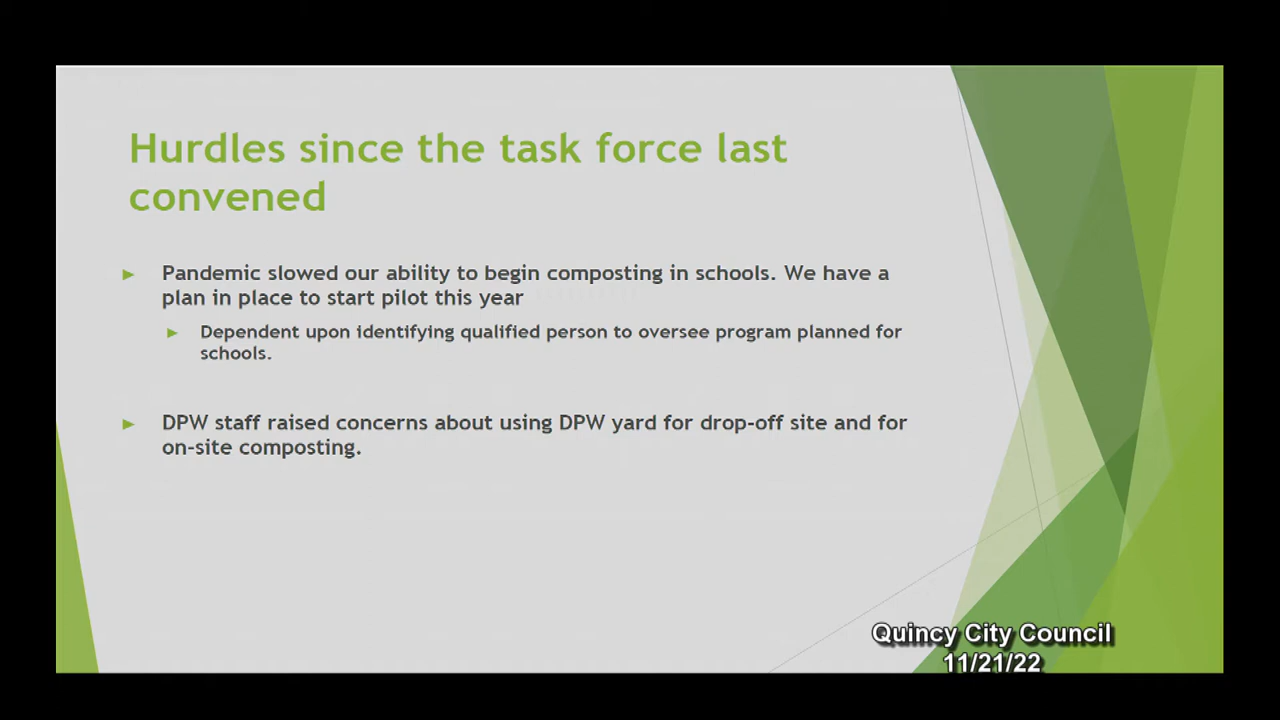 Hurdles since the task force last
convened
Pandemic slowed our ability to begin composting in schools. We have a
plan in place to start pilot this year
Dependent upon identifying qualified person to oversee program planned for
schools.
DPW staff raised concerns about using DPW yard for drop-off site and for
on-site composting.
Quincy City Council
11/21/22